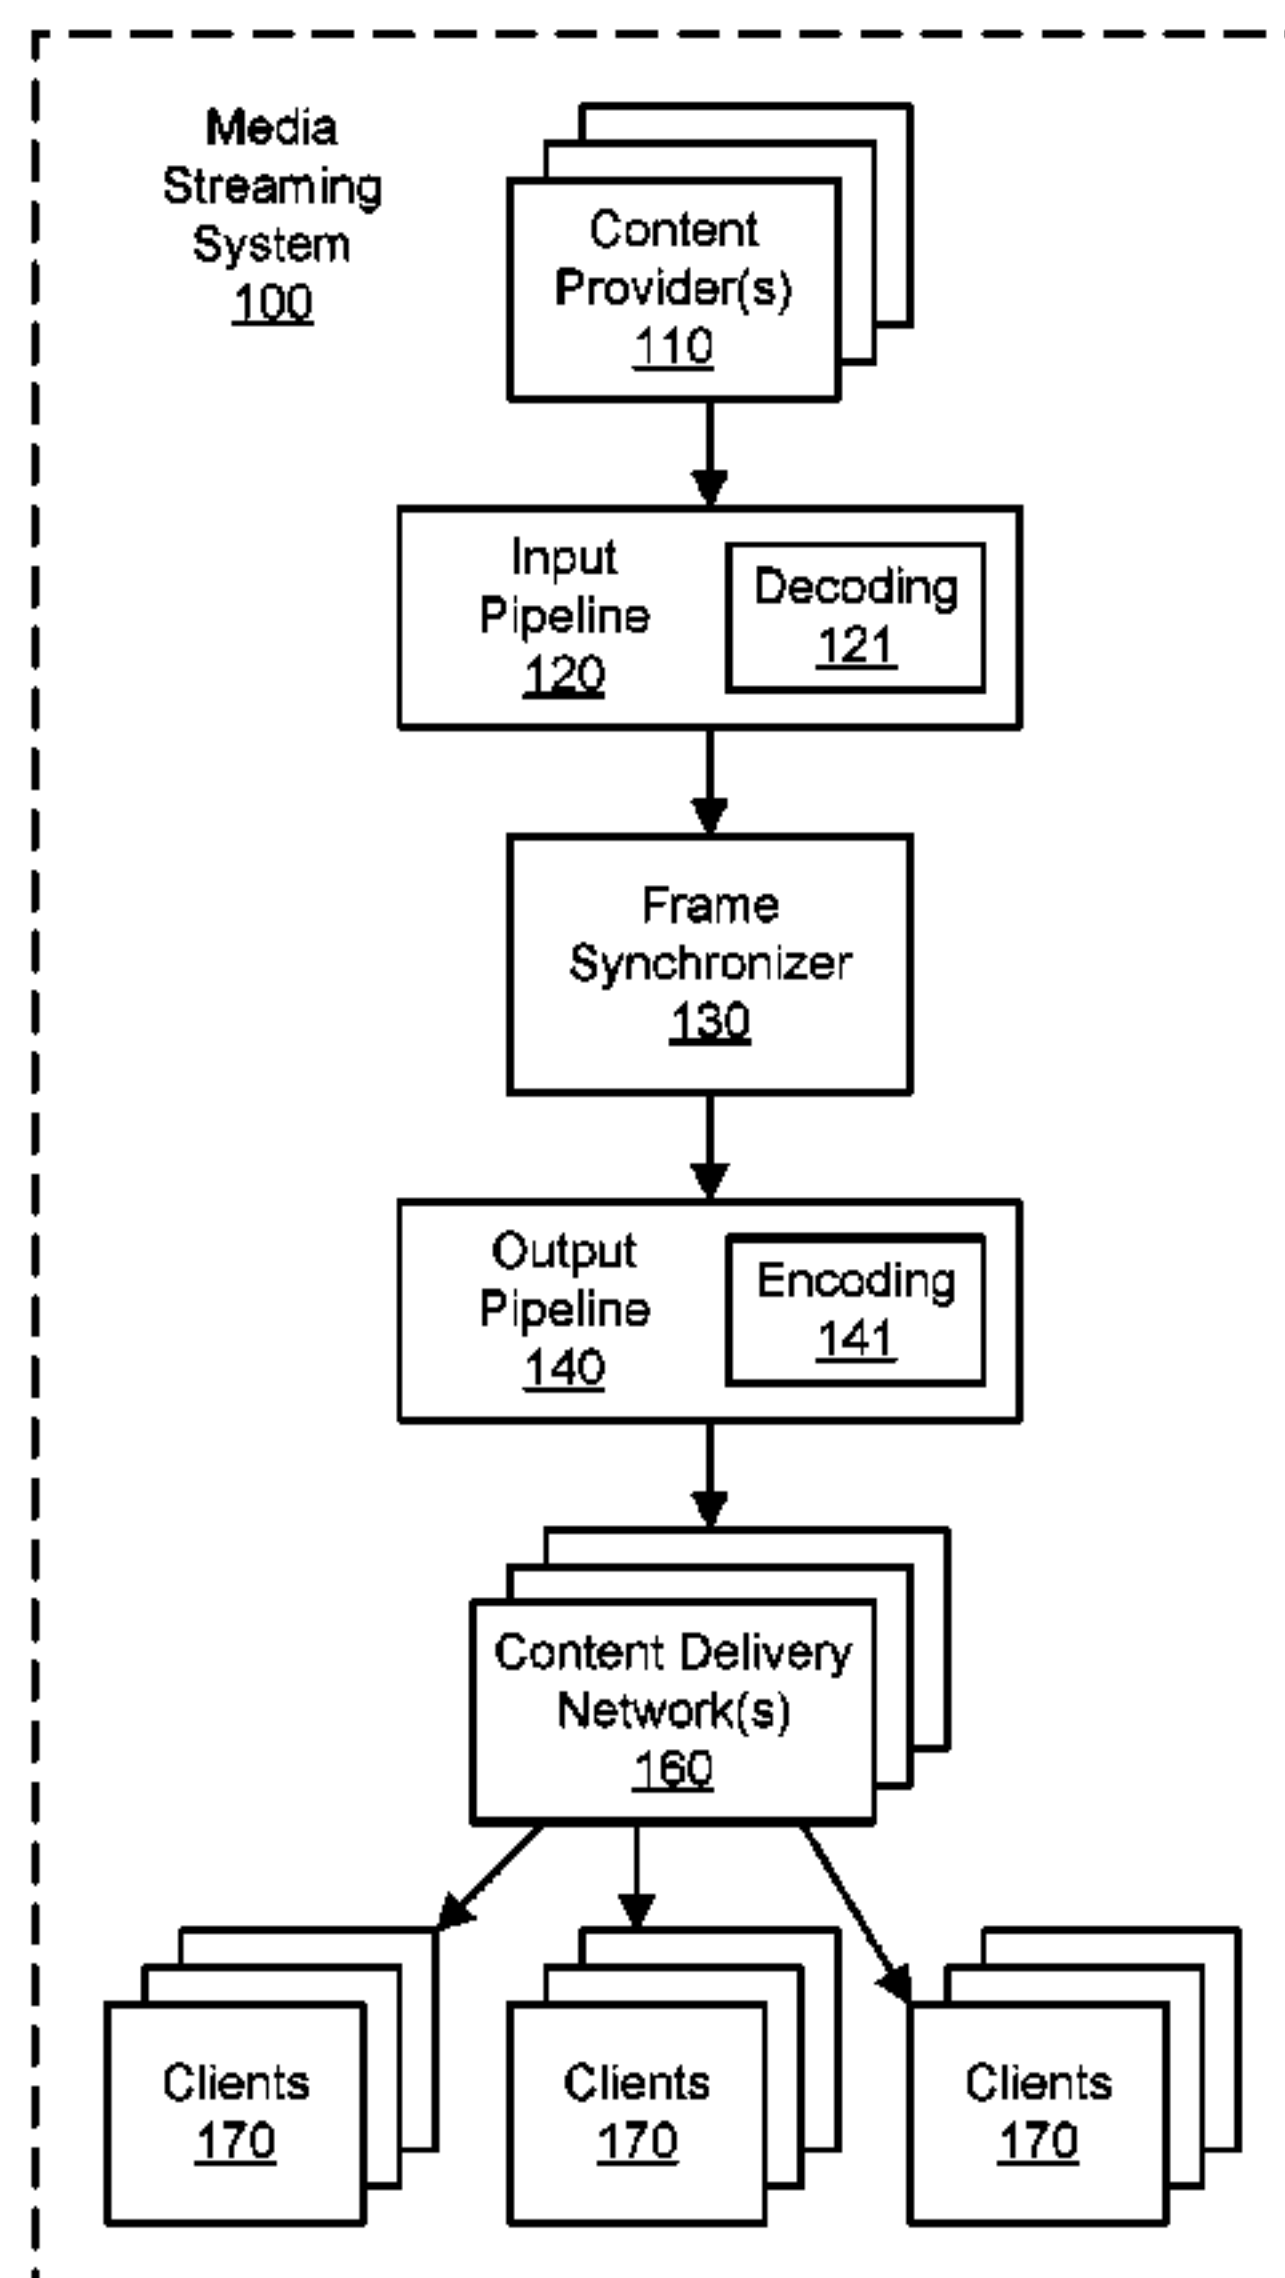 Media
Streaming
System
100
Content
Provider(s)
110
Input
Pipeline
120
Decoding
121
Frame
Synchronizer
130
Output
Pipeline
140
Encoding
141
Content Delivery
Network(s)
160
Clients
170
Clients
170
Clients
170